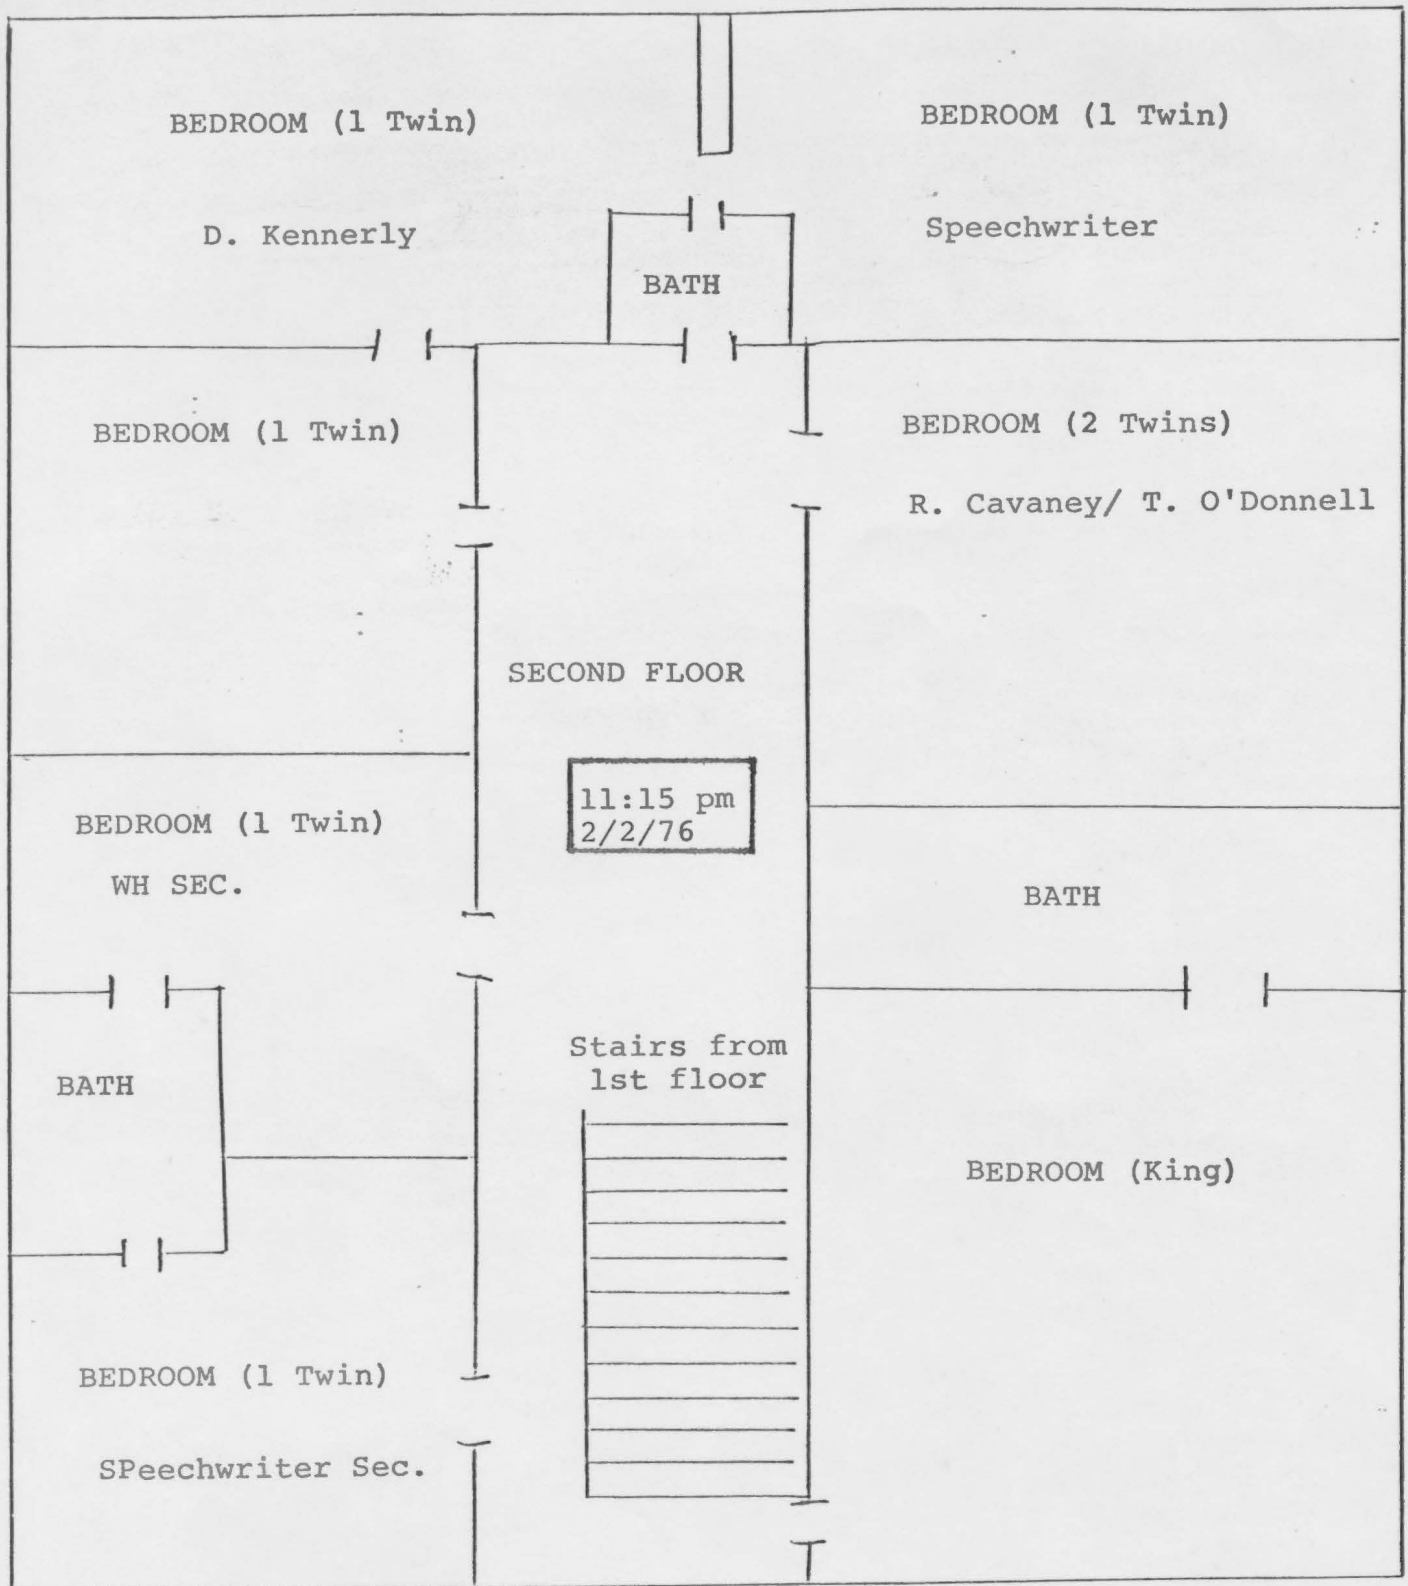 BEDROOM (1 Twin)
D. Kennerly
BEDROOM (1 Twin)
Speechwriter
BATH
BEDROOM (1 Twin)
BEDROOM (2 Twins)
R. Cavaney/ T. O'Donnell
SECOND FLOOR
11:15 pm
2/2/76
BEDROOM (1 Twin)
WH SEC.
BATH
BATH
Stairs from
1st floor
BEDROOM (King)
BEDROOM (1 Twin)
SPeechwriter Sec.